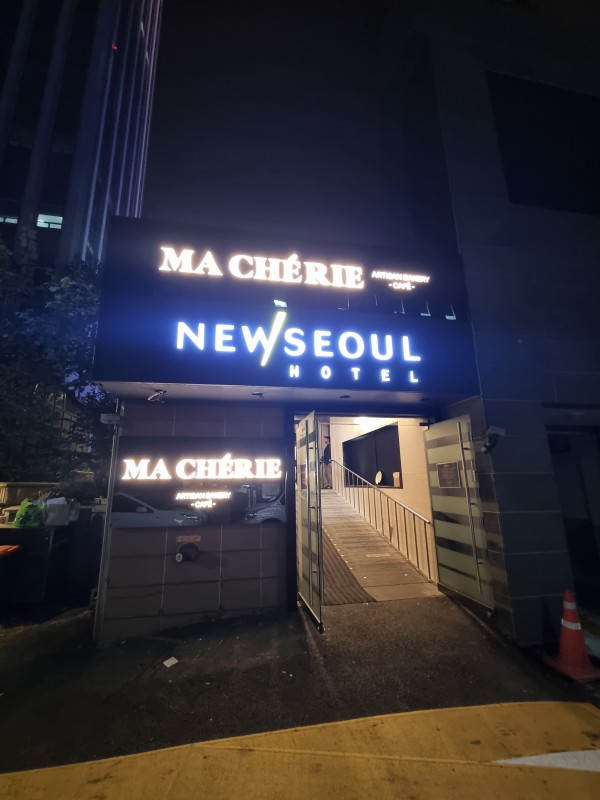 MA CHÉRIE ARTISAN BAKERY
- CAFÉ -
NEW SEOUL
HOTEL
MA CHÉRIE
ARTISAN BAKERY
- CAFÉ -